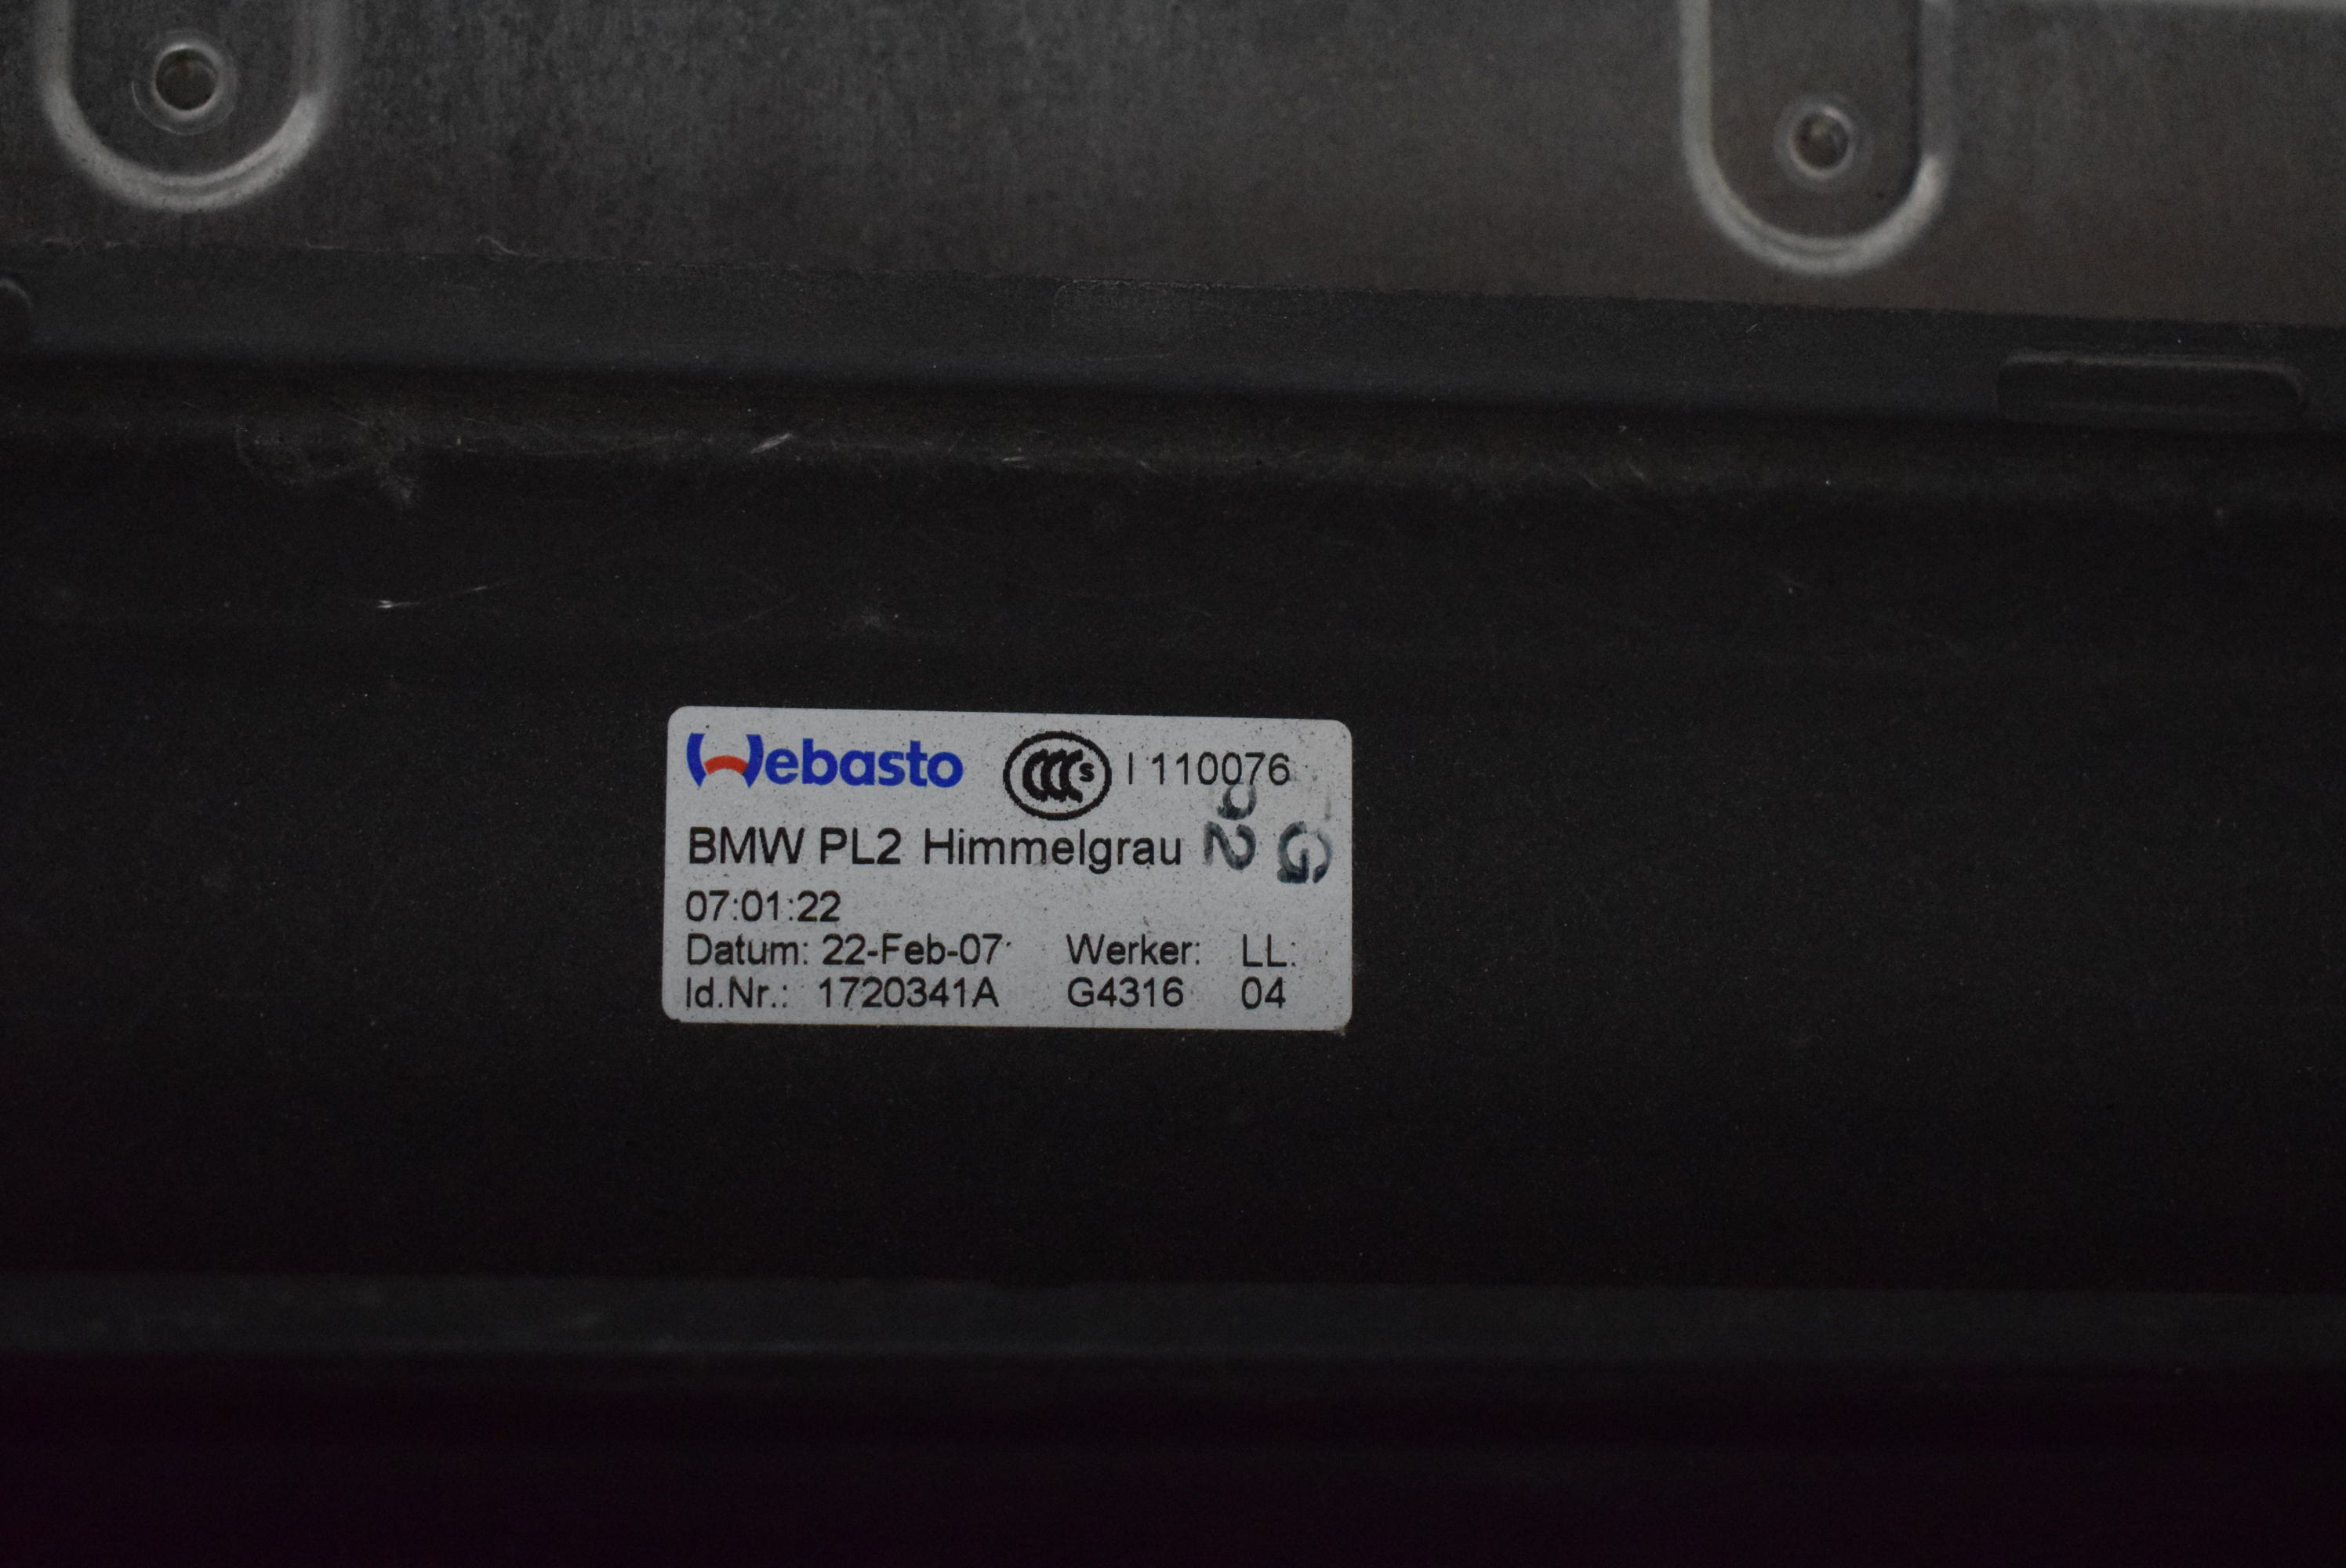 Webasto CCC S I 110076
BMW PL2 Himmelgrau
07:01:22
Datum: 22-Feb-07 Werker: LL:
Id.Nr.: 1720341A G4316 04
G